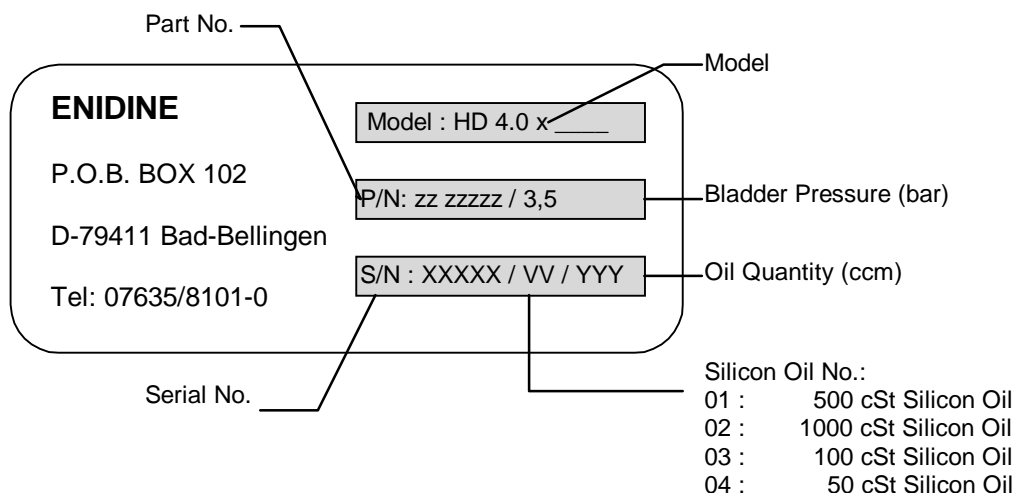 Part No.
Model
ENIDINE
Model : HD 4.0 x ____
P.O.B. BOX 102
P/N: zz zzzzz / 3,5
Bladder Pressure (bar)
D-79411 Bad-Bellingen
S/N : XXXXX / VV / YYY
Oil Quantity (ccm)
Tel: 07635/8101-0
Serial No.
Silicon Oil No.:
01 : 500 cSt Silicon Oil
02 : 1000 cSt Silicon Oil
03 : 100 cSt Silicon Oil
04 : 50 cSt Silicon Oil